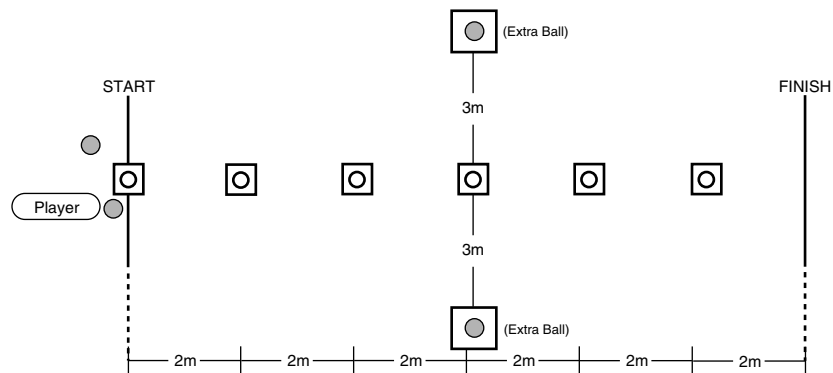 (Extra Ball)
START
FINISH
3m
Player
3m
(Extra Ball)
2m 2m 2m 2m 2m 2m